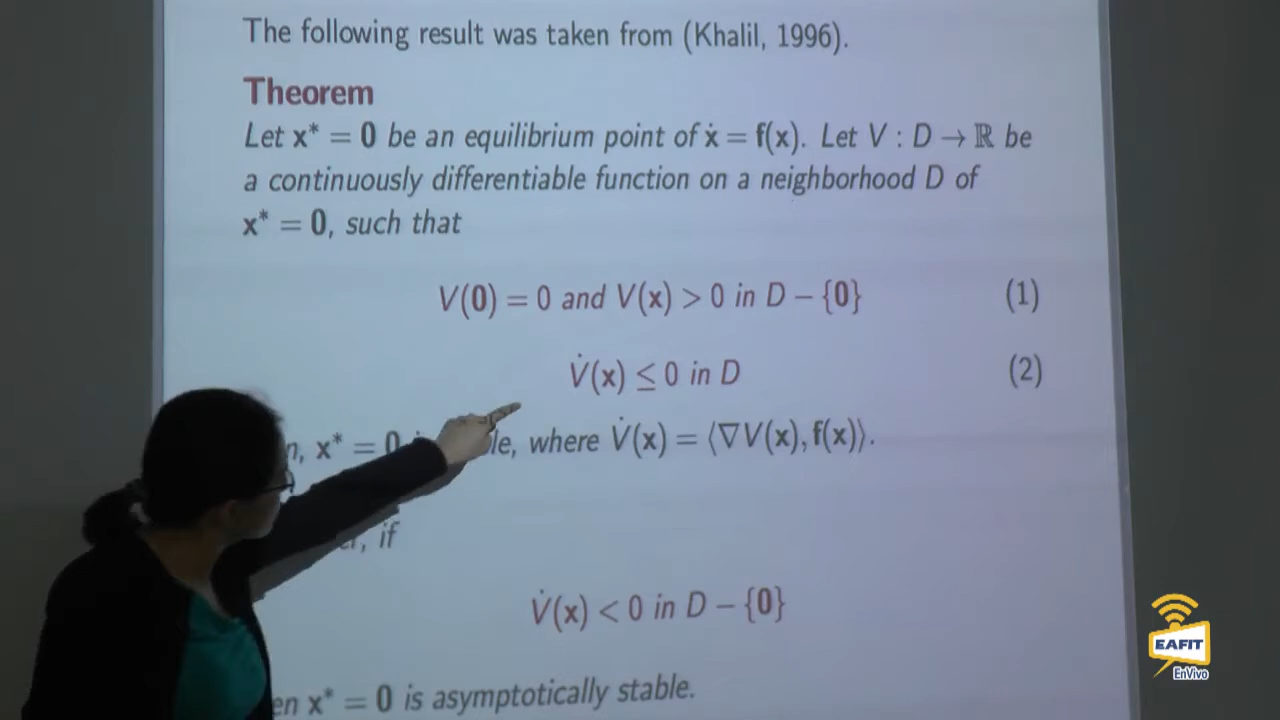 The following result was taken from (Khalil, 1996).
Theorem
Let x* = 0 be an equilibrium point of ẋ = f(x). Let V : D → ℝ be
a continuously differentiable function on a neighborhood D of
x* = 0, such that
V(0) = 0 and V(x) > 0 in D − {0} (1)
V̇(x) ≤ 0 in D (2)
x* = 0 where V̇(x) = ⟨∇V(x), f(x)⟩.
if
V̇(x) < 0 in D − {0}
x* = 0 is asymptotically stable.
EAFIT
EnVivo